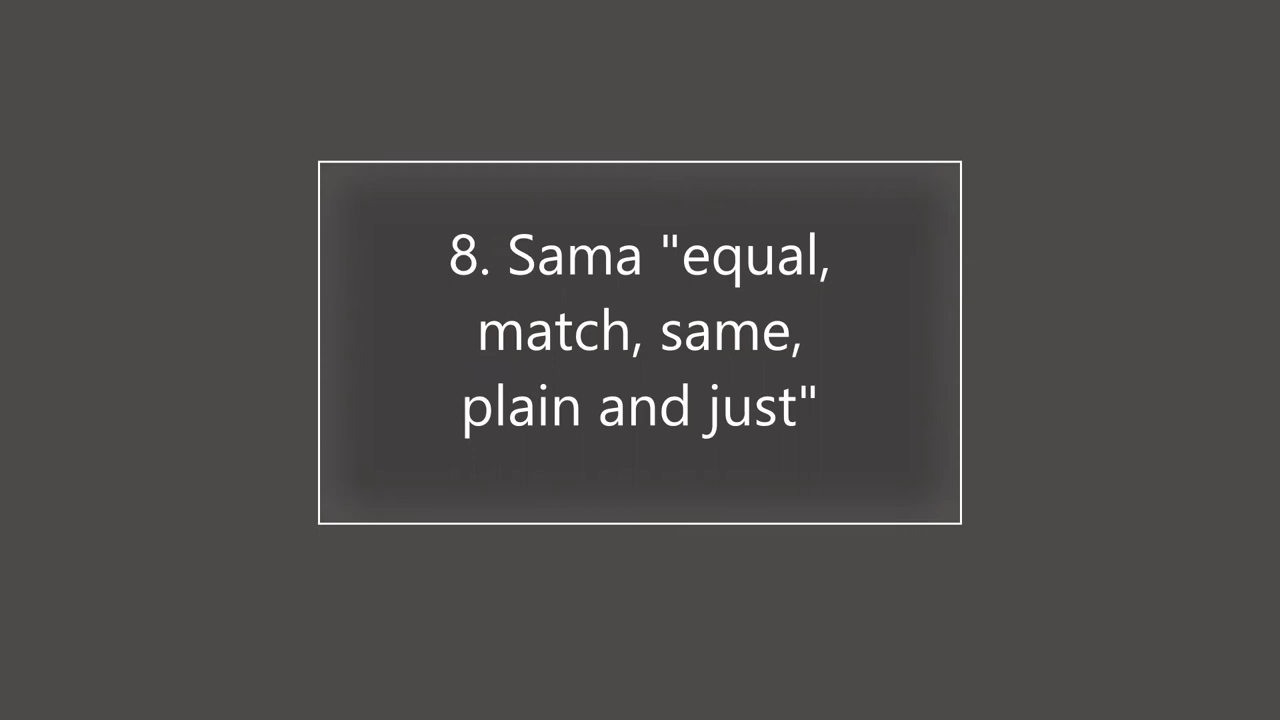 8. Sama "equal,
match, same,
plain and just"